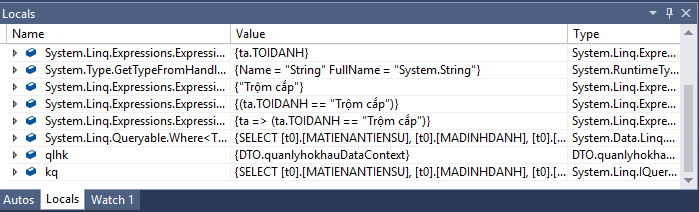 Locals
Name Value Type
System.Linq.Expressions.Expressi... {ta.TOIDANH} System.Linq.Expre...
System.Type.GetTypeFromHandl... {Name = "String" FullName = "System.String"} System.RuntimeTy...
System.Linq.Expressions.Expressi... {"Trộm cắp"} System.Linq.Expre...
System.Linq.Expressions.Expressi... {(ta.TOIDANH == "Trộm cắp")} System.Linq.Expre...
System.Linq.Expressions.Expressi... {ta => (ta.TOIDANH == "Trộm cắp")} System.Linq.Expre...
System.Linq.Queryable.Where<T... {SELECT [t0].[MATIENANTIENSU], [t0].[MADINHDANH], [t0].[... System.Data.Linq....
qlhk {DTO.quanlyhokhauDataContext} DTO.quanlyhokha...
kq {SELECT [t0].[MATIENANTIENSU], [t0].[MADINHDANH], [t0].[... System.Linq.IQuer...
Autos Locals Watch 1